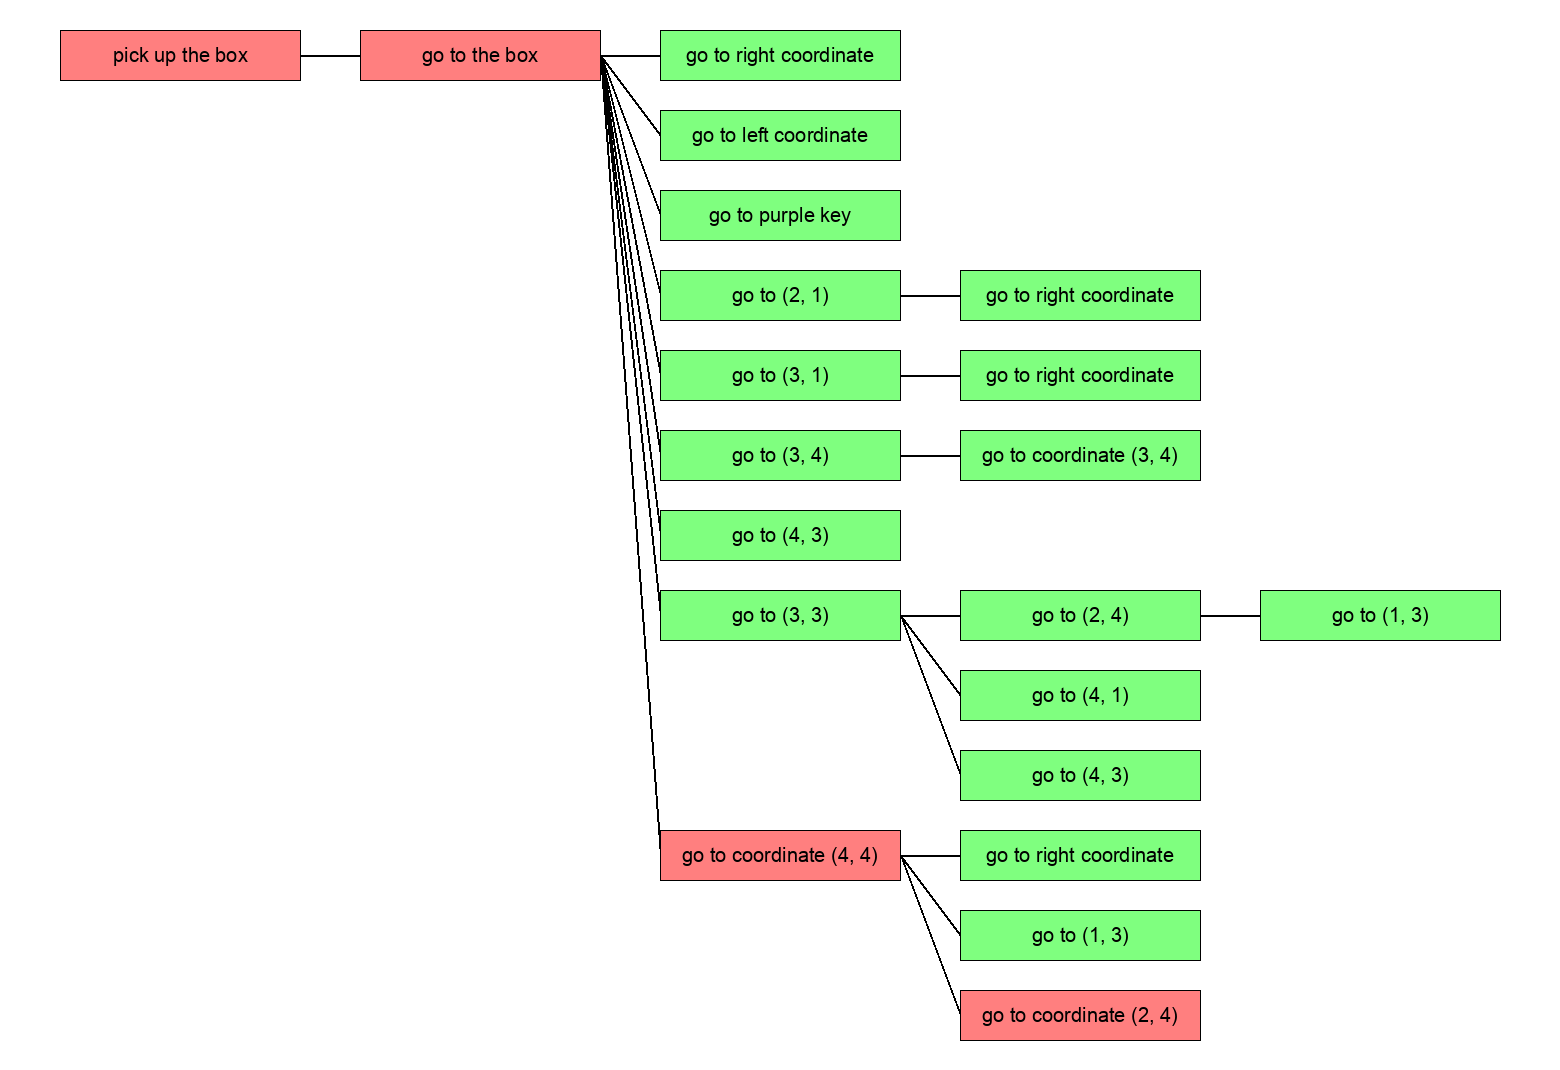 pick up the box
go to the box
go to right coordinate
go to left coordinate
go to purple key
go to (2, 1)
go to right coordinate
go to (3, 1)
go to right coordinate
go to (3, 4)
go to coordinate (3, 4)
go to (4, 3)
go to (3, 3)
go to (2, 4)
go to (1, 3)
go to (4, 1)
go to (4, 3)
go to coordinate (4, 4)
go to right coordinate
go to (1, 3)
go to coordinate (2, 4)